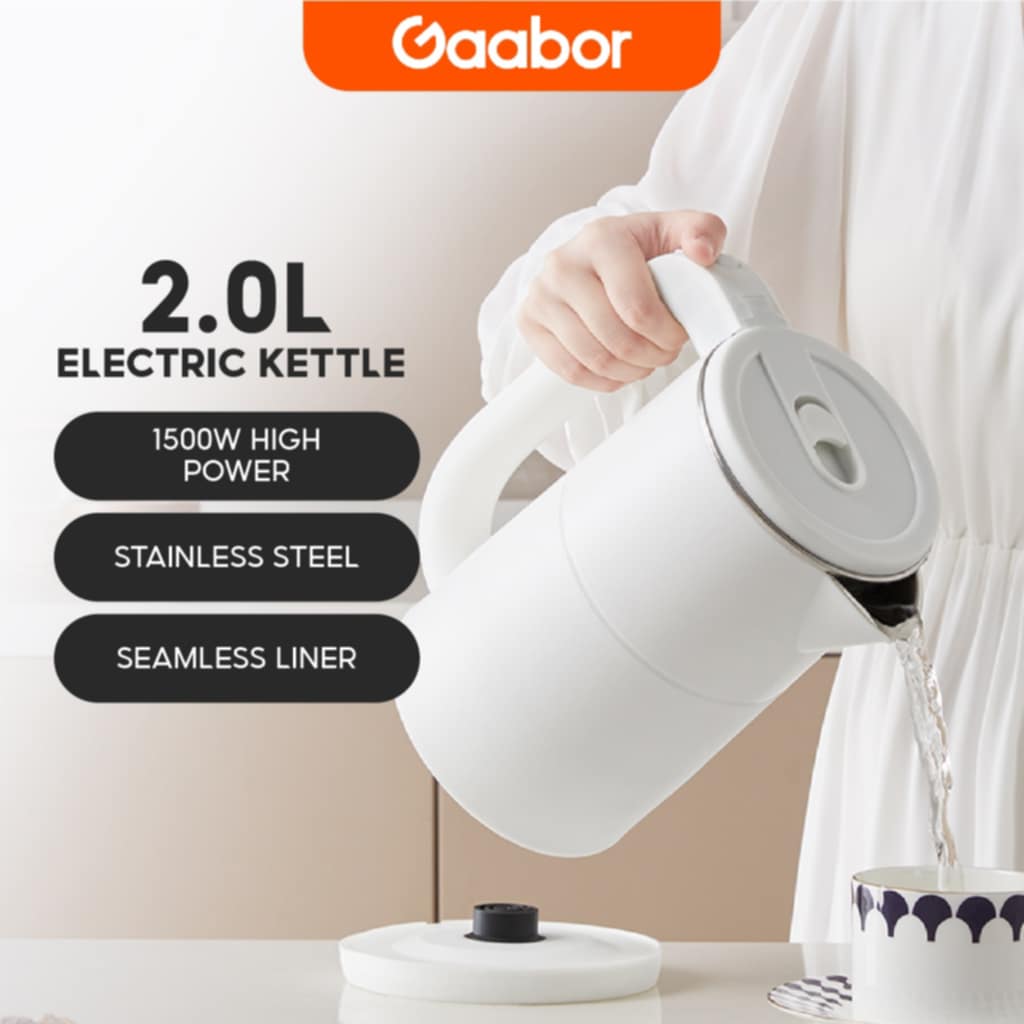 Gaabor
2.0L
ELECTRIC KETTLE
1500W HIGH
POWER
STAINLESS STEEL
SEAMLESS LINER